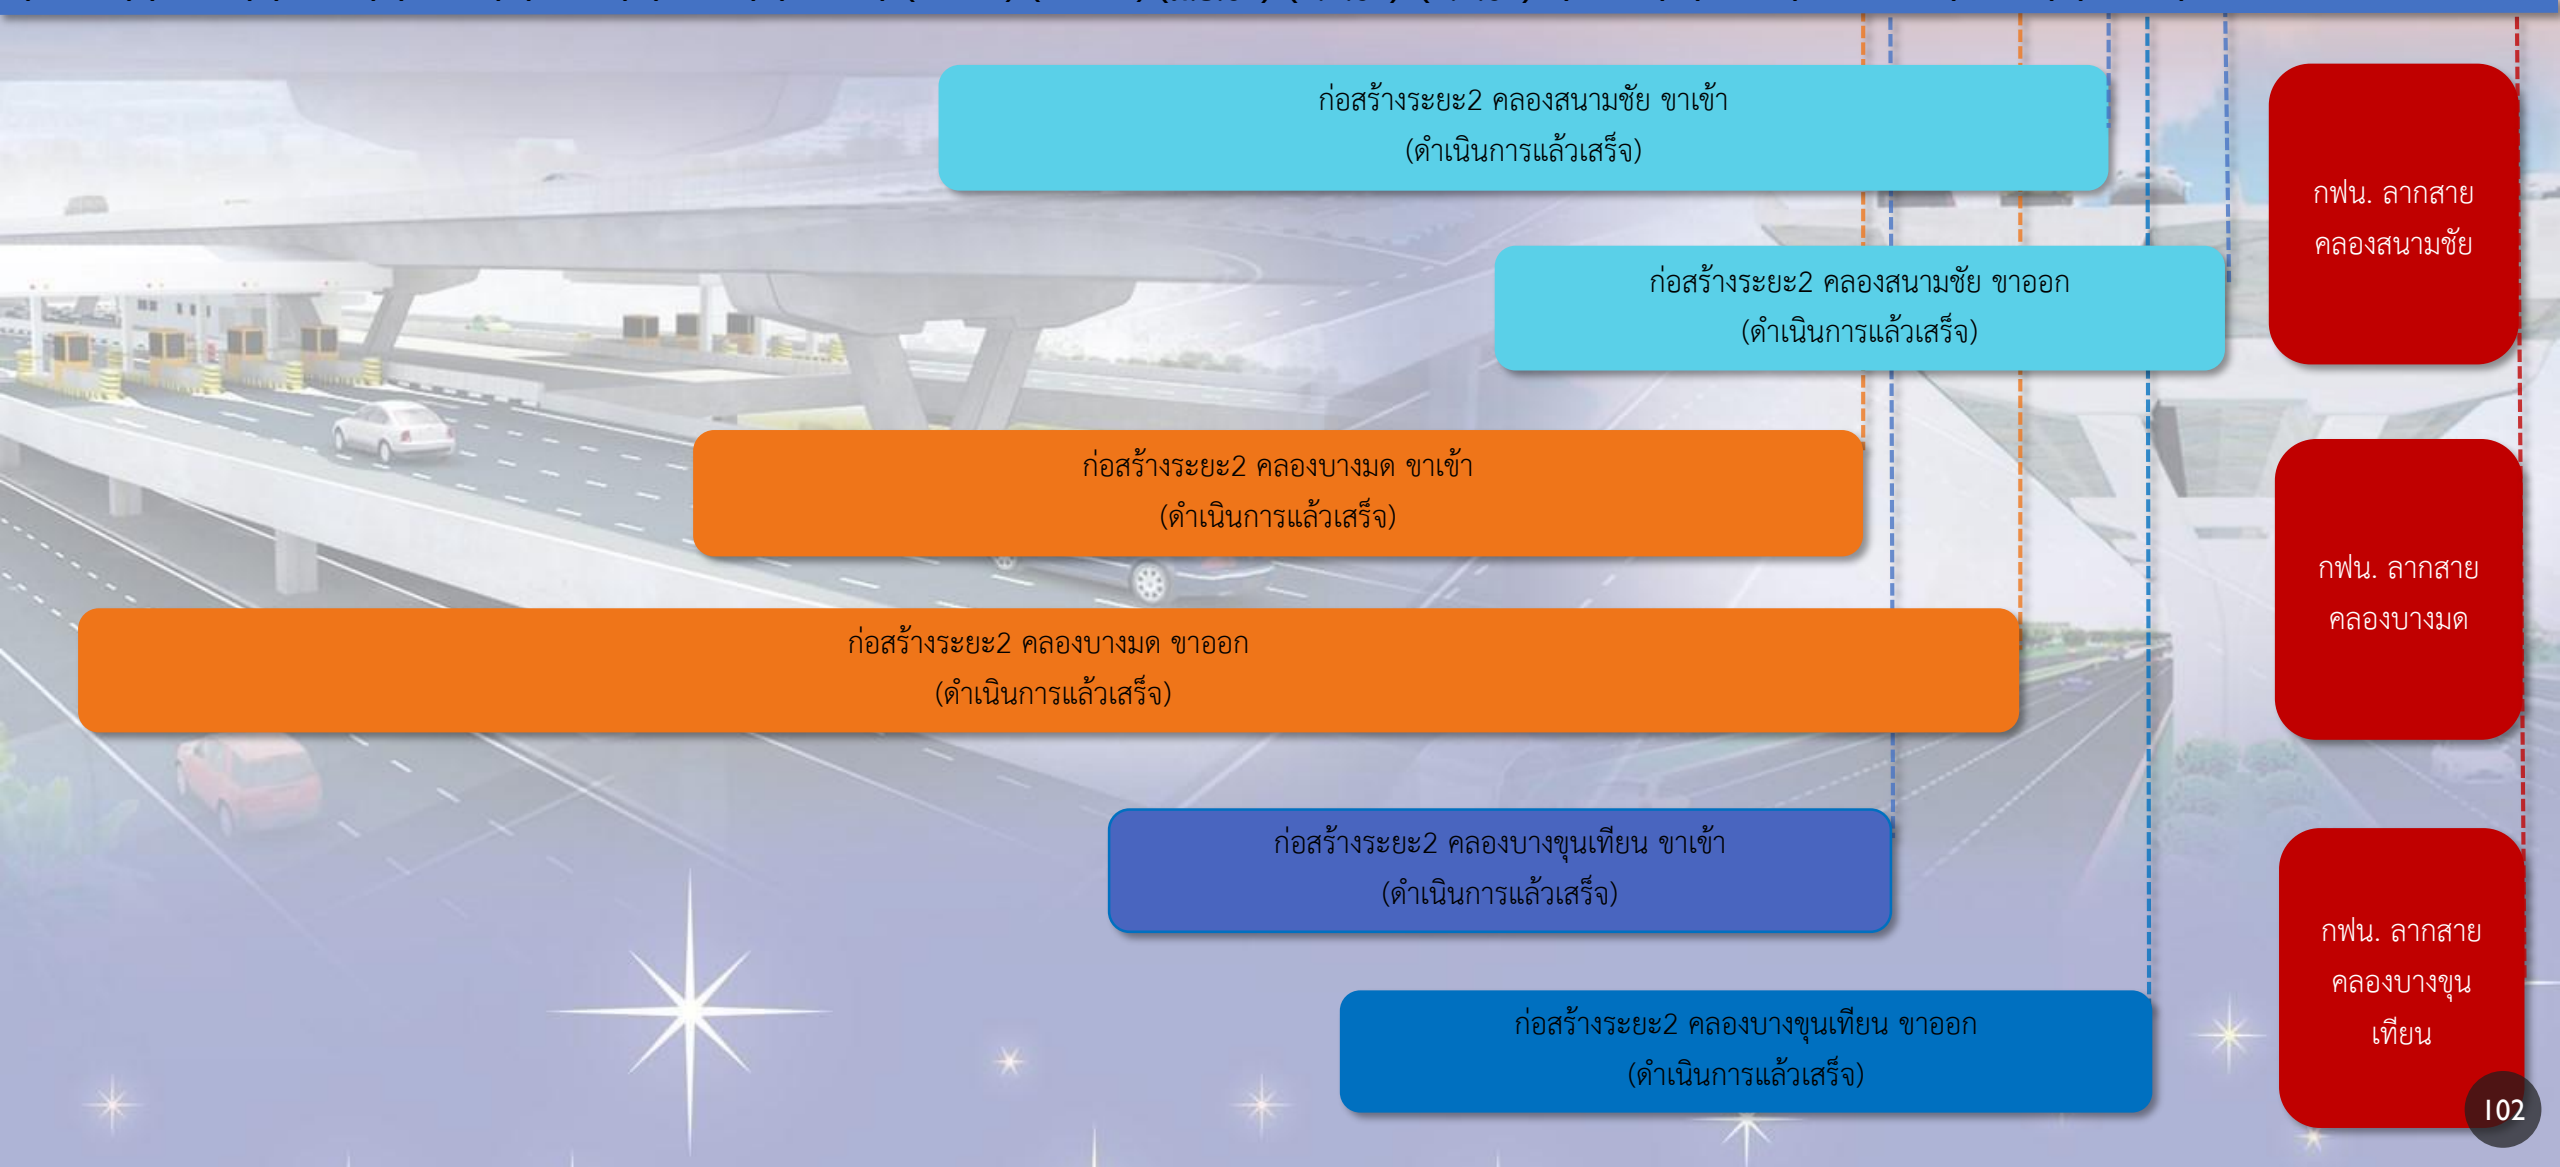 ก่อสร้างระยะ2 คลองสนามชัย ขาเข้า
(ดำเนินการแล้วเสร็จ)
กฟน. ลากสาย
คลองสนามชัย
ก่อสร้างระยะ2 คลองสนามชัย ขาออก
(ดำเนินการแล้วเสร็จ)
ก่อสร้างระยะ2 คลองบางมด ขาเข้า
(ดำเนินการแล้วเสร็จ)
กฟน. ลากสาย
คลองบางมด
ก่อสร้างระยะ2 คลองบางมด ขาออก
(ดำเนินการแล้วเสร็จ)
ก่อสร้างระยะ2 คลองบางขุนเทียน ขาเข้า
(ดำเนินการแล้วเสร็จ)
กฟน. ลากสาย
คลองบางขุน
เทียน
ก่อสร้างระยะ2 คลองบางขุนเทียน ขาออก
(ดำเนินการแล้วเสร็จ)
102